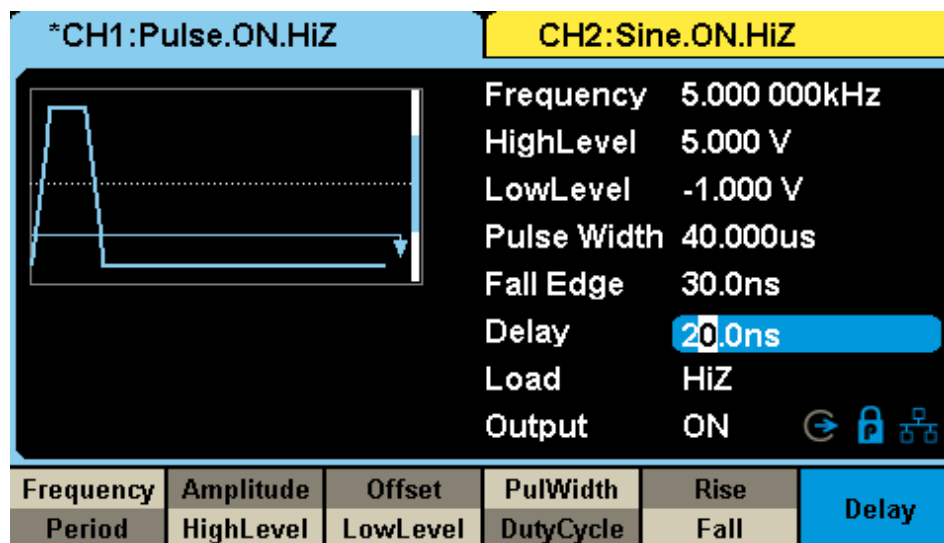 *CH1:Pulse.ON.HiZ
CH2:Sine.ON.HiZ
Frequency 5.000 000kHz
HighLevel 5.000 V
LowLevel -1.000 V
Pulse Width 40.000us
Fall Edge 30.0ns
Delay 20.0ns
Load HiZ
Output ON P
Frequency Amplitude Offset PulWidth Rise
Delay
Period HighLevel LowLevel DutyCycle Fall